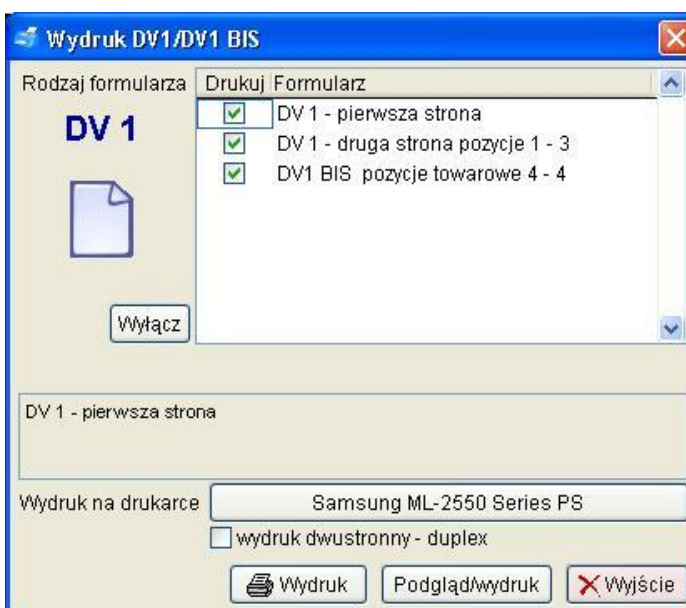 Wydruk DV1/DV1 BIS
Rodzaj formularza
Drukuj Formularz
DV 1
DV 1 - pierwsza strona
DV 1 - druga strona pozycje 1 - 3
DV1 BIS pozycje towarowe 4 - 4
Wyłącz
DV 1 - pierwsza strona
Wydruk na drukarce
Samsung ML-2550 Series PS
wydruk dwustronny - duplex
Wydruk
Podgląd/wydruk
Wyjście